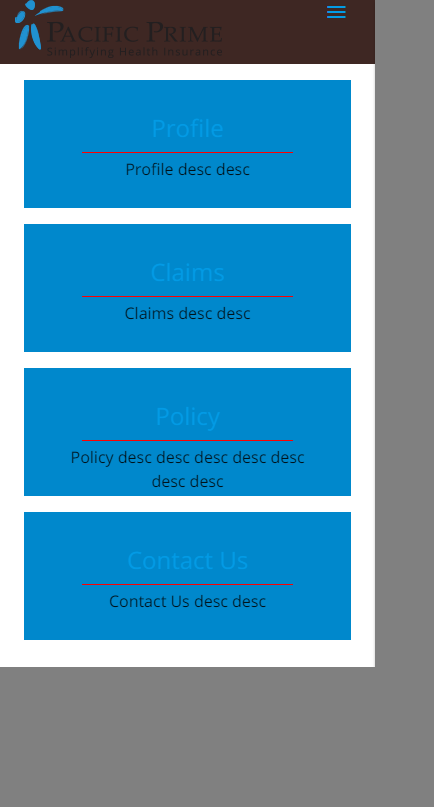 PACIFIC PRIME
Simplifying Health Insurance
Profile
Profile desc desc
Claims
Claims desc desc
Policy
Policy desc desc desc desc desc
desc desc
Contact Us
Contact Us desc desc